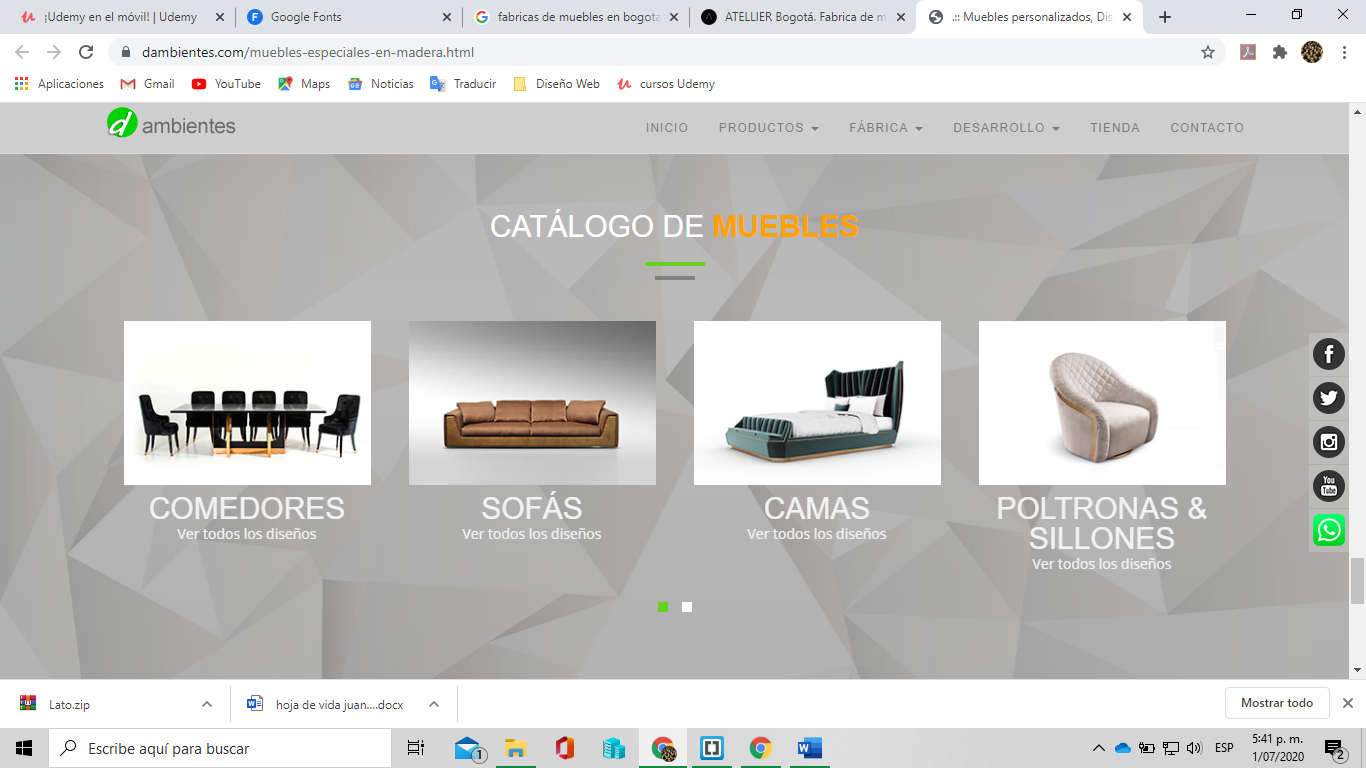 ¡Udemy en el móvil! | Udemy
Google Fonts
fabricas de muebles en bogota
ATELLIER Bogotá. Fabrica de m
.:: Muebles personalizados, Dis
dambientes.com/muebles-especiales-en-madera.html
Aplicaciones
Gmail
YouTube
Maps
Noticias
Traducir
Diseño Web
cursos Udemy
d ambientes
INICIO
PRODUCTOS
FÁBRICA
DESARROLLO
TIENDA
CONTACTO
CATÁLOGO DE MUEBLES
COMEDORES
Ver todos los diseños
SOFÁS
Ver todos los diseños
CAMAS
Ver todos los diseños
POLTRONAS &
SILLONES
Ver todos los diseños
You
Tube
Lato.zip
hoja de vida juan....docx
Mostrar todo
Escribe aquí para buscar
1
ESP
5:41 p. m.
1/07/2020
2